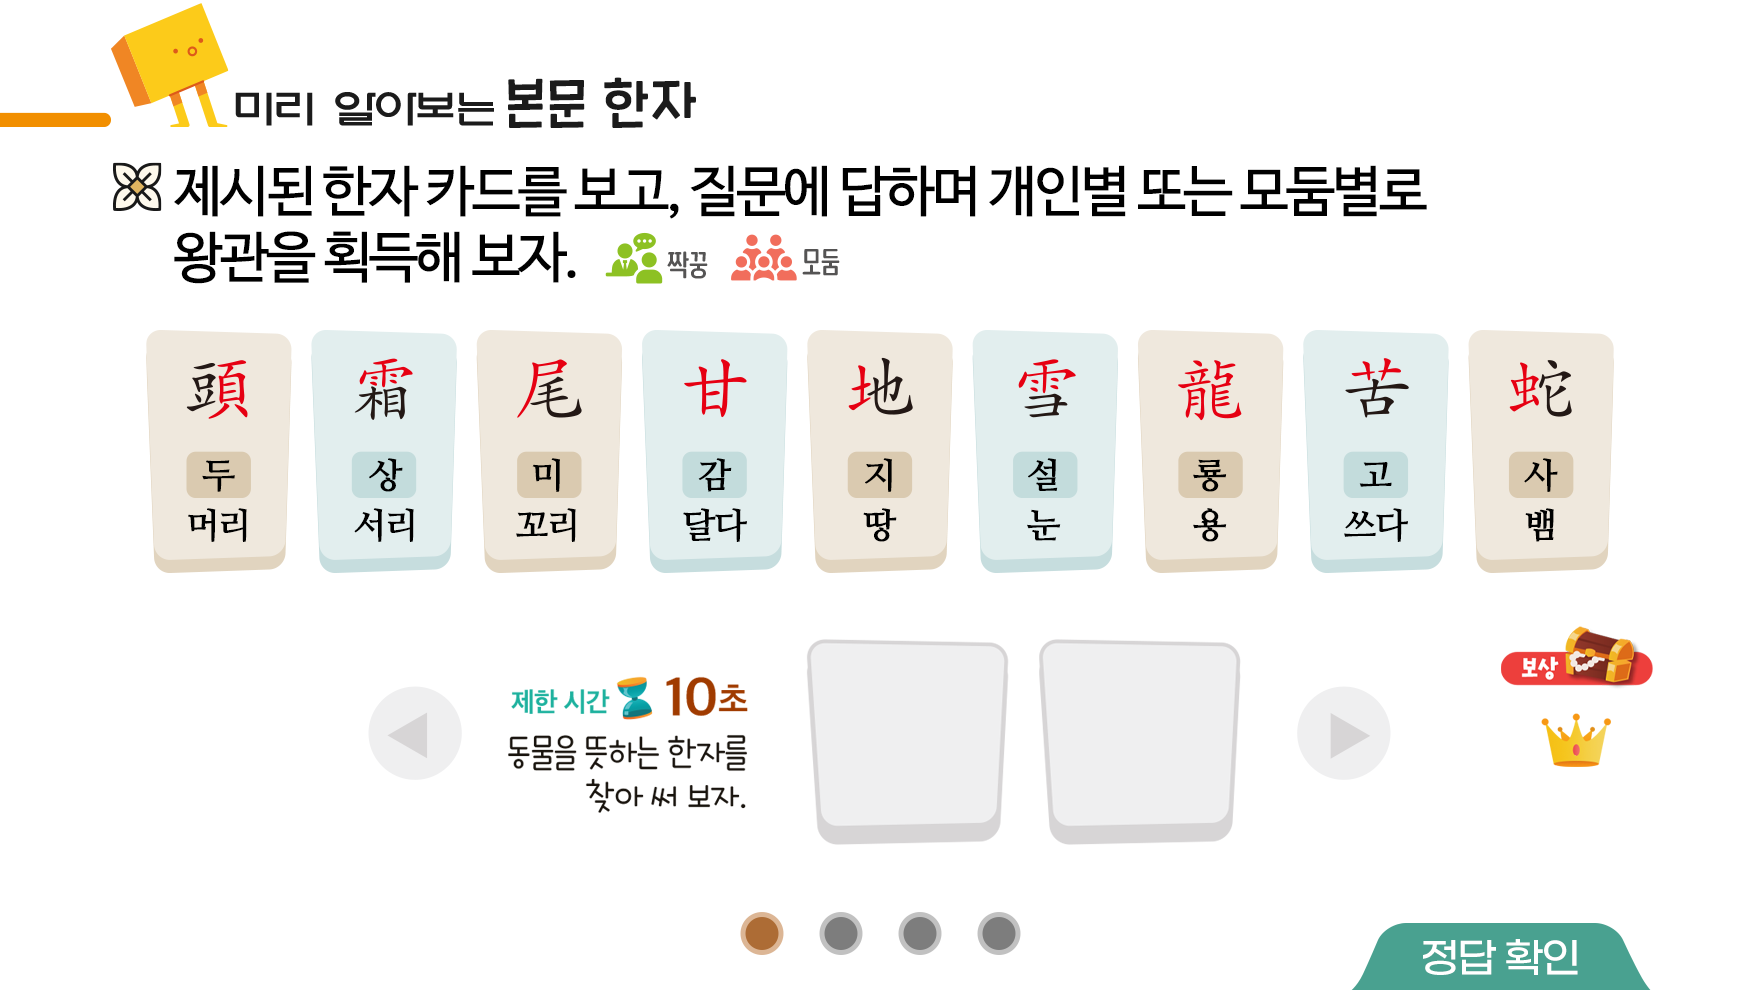 미리 알아보는 본문 한자
제시된 한자 카드를 보고, 질문에 답하며 개인별 또는 모둠별로
왕관을 획득해 보자. 짝꿍 모둠
頭 霜 尾 甘 地 雪 龍 苦 蛇
두 상 미 감 지 설 룡 고 사
머리 서리 꼬리 달다 땅 눈 용 쓰다 뱀
제한 시간 10초
동물을 뜻하는 한자를
찾아 써 보자.
보상
정답 확인